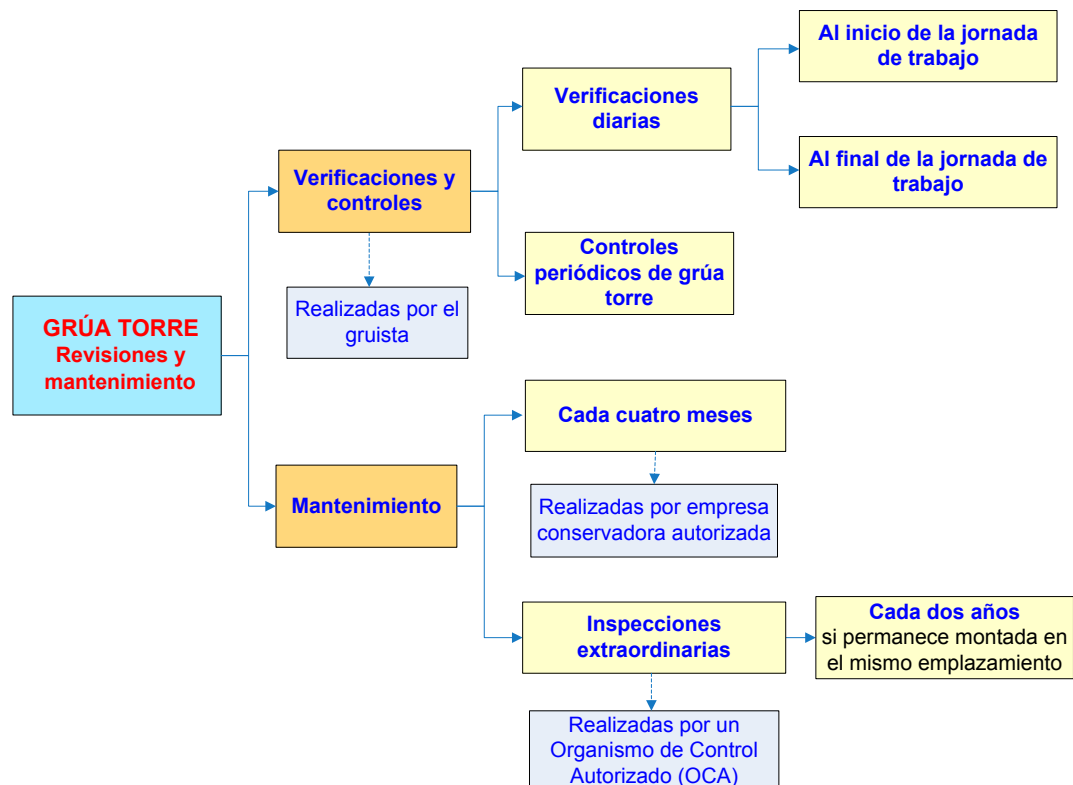 GRÚA TORRE
Revisiones y
mantenimiento
Verificaciones y
controles
Realizadas por el
gruista
Verificaciones
diarias
Al inicio de la jornada
de trabajo
Al final de la jornada de
trabajo
Controles
periódicos de grúa
torre
Mantenimiento
Cada cuatro meses
Realizadas por empresa
conservadora autorizada
Inspecciones
extraordinarias
Cada dos años
si permanece montada en
el mismo emplazamiento
Realizadas por un
Organismo de Control
Autorizado (OCA)